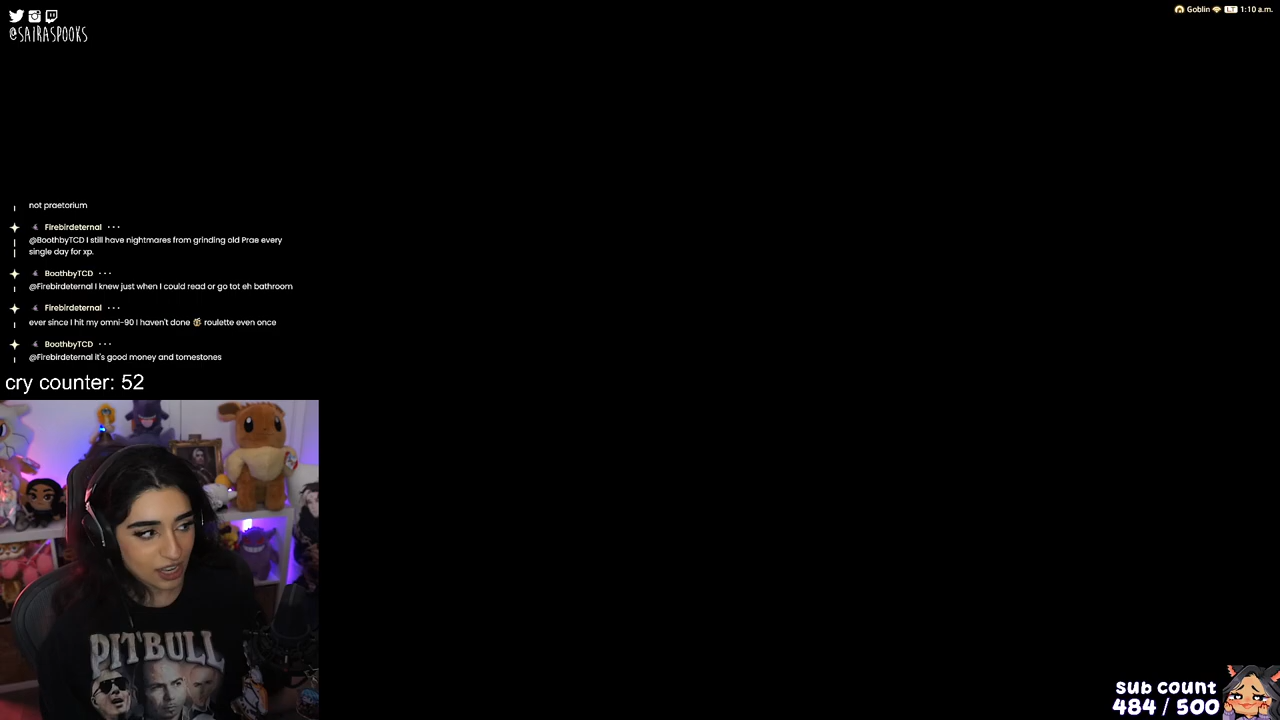 @SAIRASPOOKS
Goblin LT 1:10 a.m.
not praetorium
Firebirdeternal
@BoothbyTCD I still have nightmares from grinding old Prae every
single day for xp.
BoothbyTCD
@Firebirdeternal I knew just when I could read or go tot eh bathroom
Firebirdeternal
ever since I hit my omni-90 I haven't done roulette even once
BoothbyTCD
@Firebirdeternal it's good money and tomestones
cry counter: 52
PITBULL
sub count
484 / 500